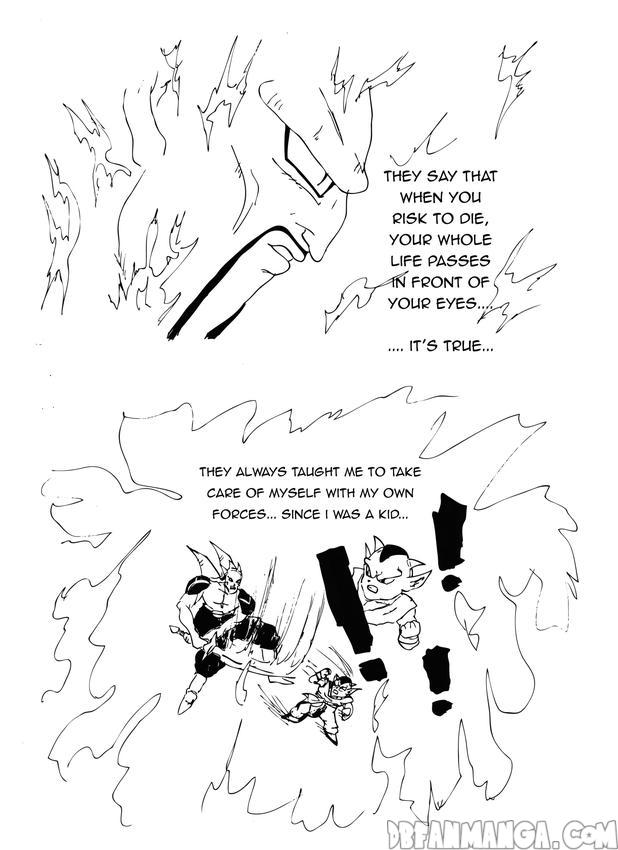 THEY SAY THAT
WHEN YOU
RISK TO DIE,
YOUR WHOLE
LIFE PASSES
IN FRONT OF
YOUR EYES....
.... IT'S TRUE...
THEY ALWAYS TAUGHT ME TO TAKE
CARE OF MYSELF WITH MY OWN
FORCES... SINCE I WAS A KID...
!
!
DBFANMANGA.COM